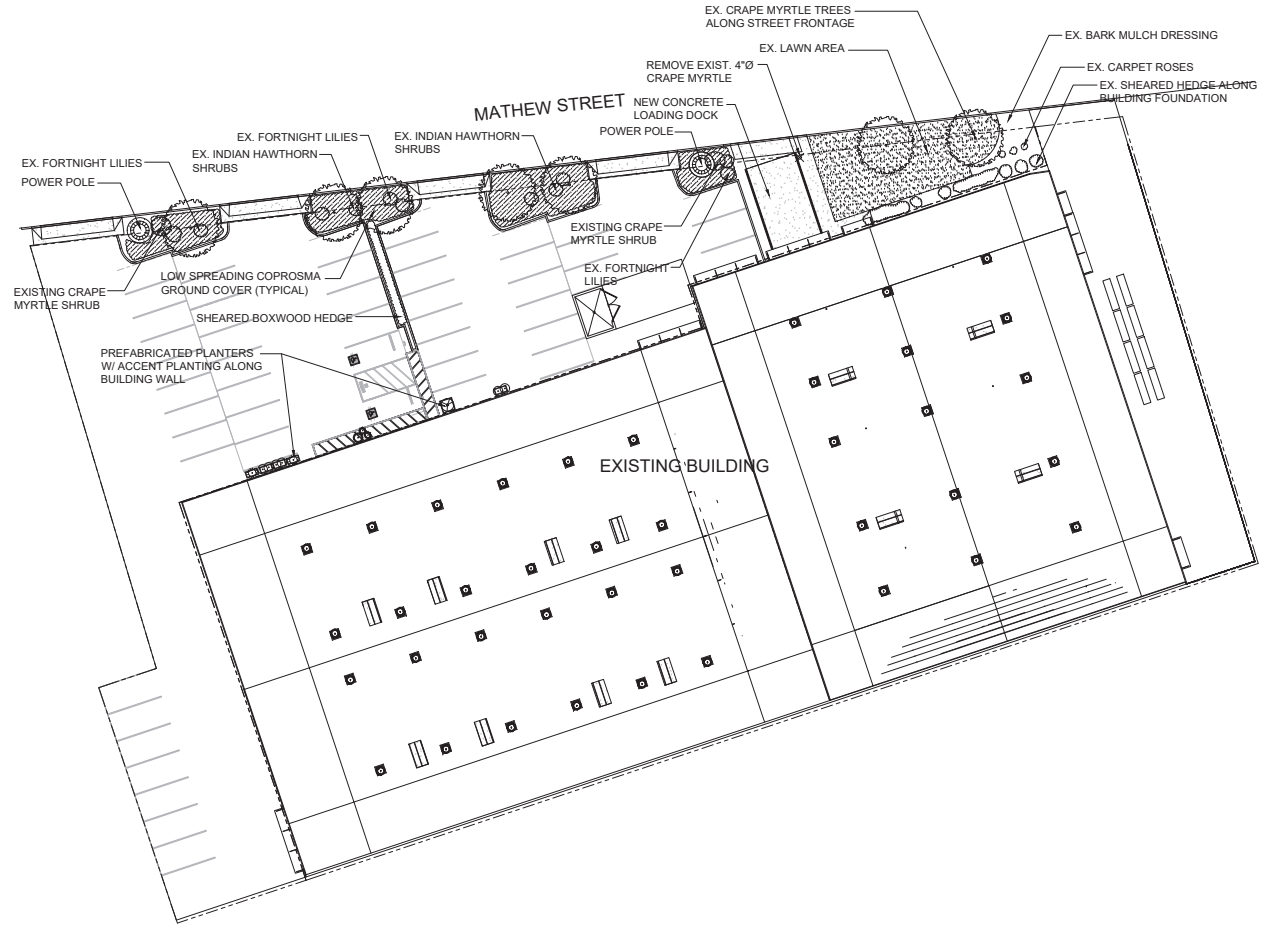 EX. CRAPE MYRTLE TREES
ALONG STREET FRONTAGE
EX. BARK MULCH DRESSING
EX. LAWN AREA
REMOVE EXIST. 4"Ø
CRAPE MYRTLE
EX. CARPET ROSES
EX. SHEARED HEDGE ALONG
BUILDING FOUNDATION
MATHEW STREET
NEW CONCRETE
LOADING DOCK
POWER POLE
EX. FORTNIGHT LILIES
EX. INDIAN HAWTHORN
SHRUBS
EX. INDIAN HAWTHORN
SHRUBS
EX. FORTNIGHT LILIES
POWER POLE
EXISTING CRAPE
MYRTLE SHRUB
EX. FORTNIGHT
LILIES
LOW SPREADING COPROSMA
GROUND COVER (TYPICAL)
EXISTING CRAPE
MYRTLE SHRUB
SHEARED BOXWOOD HEDGE
PREFABRICATED PLANTERS
W/ ACCENT PLANTING ALONG
BUILDING WALL
EXISTING BUILDING